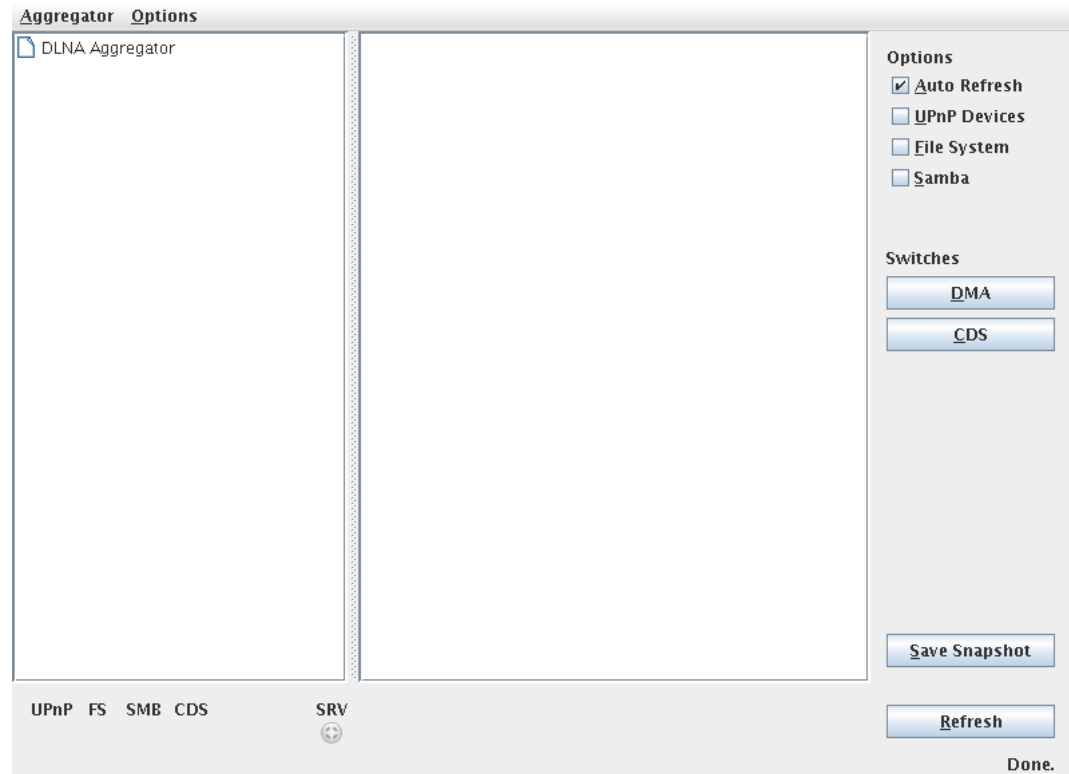 Aggregator Options
DLNA Aggregator
Options
Auto Refresh
UPnP Devices
File System
Samba
Switches
DMA
CDS
Save Snapshot
UPnP FS SMB CDS SRV
Refresh
Done.